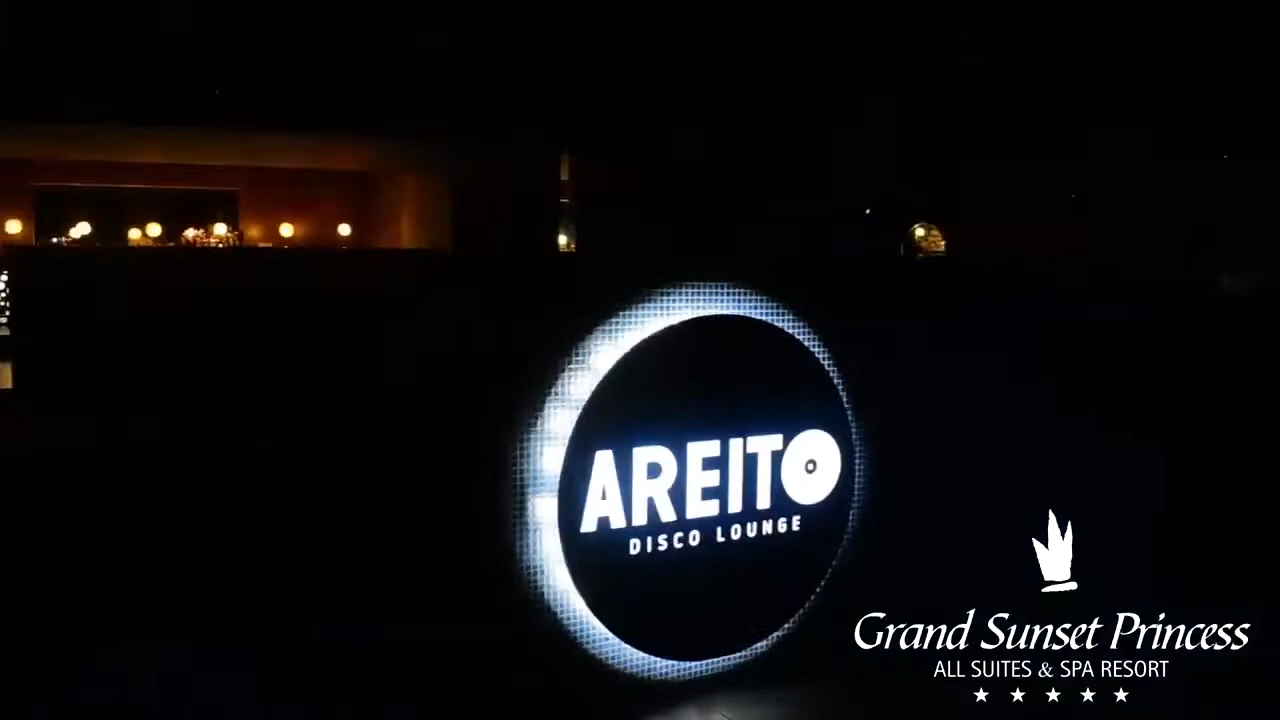 AREITO
DISCO LOUNGE
Grand Sunset Princess
ALL SUITES & SPA RESORT